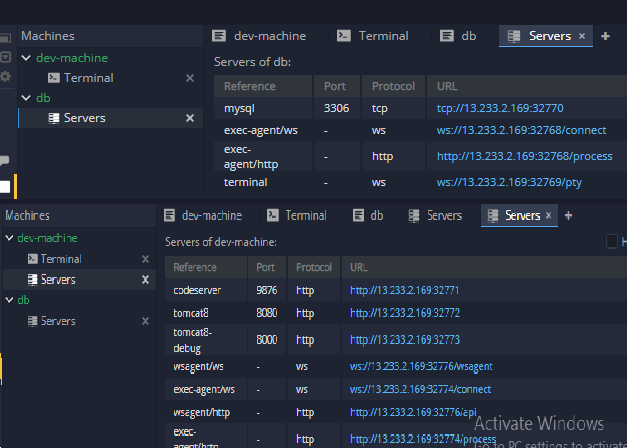 Machines
dev-machine
Terminal
db
Servers
dev-machine Terminal db Servers × +
Servers of db:
Reference Port Protocol URL
mysql 3306 tcp tcp://13.233.2.169:32770
exec-agent/ws - ws ws://13.233.2.169:32768/connect
exec-agent/http - http http://13.233.2.169:32768/process
terminal - ws ws://13.233.2.169:32769/pty
Machines
dev-machine
Terminal
Servers
db
Servers
dev-machine Terminal db Servers Servers × +
Servers of dev-machine:
Reference Port Protocol URL
codeserver 9876 http http://13.233.2.169:32771
tomcat8 8080 http http://13.233.2.169:32772
tomcat8-debug 8000 http http://13.233.2.169:32773
wsagent/ws - ws ws://13.233.2.169:32776/wsagent
exec-agent/ws - ws ws://13.233.2.169:32774/connect
wsagent/http - http http://13.233.2.169:32776/api
exec-agent/http - http http://13.233.2.169:32774/process
Activate Windows
Go to PC settings to activate